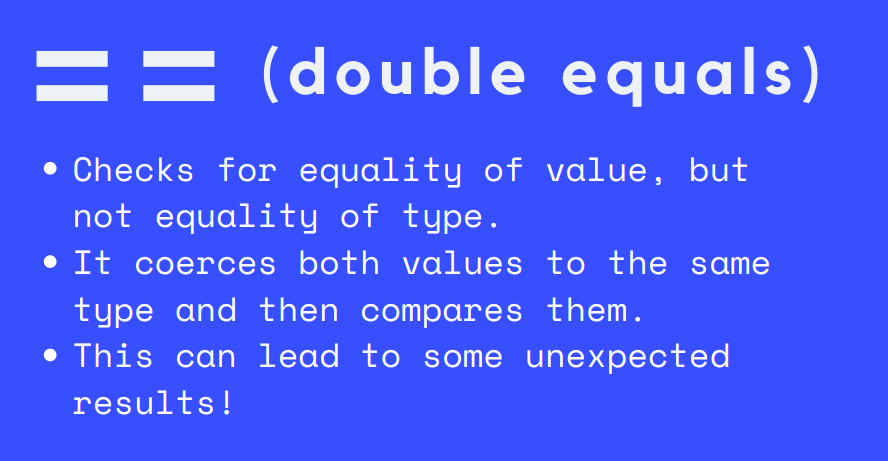 == (double equals)
• Checks for equality of value, but
not equality of type.
• It coerces both values to the same
type and then compares them.
• This can lead to some unexpected
results!